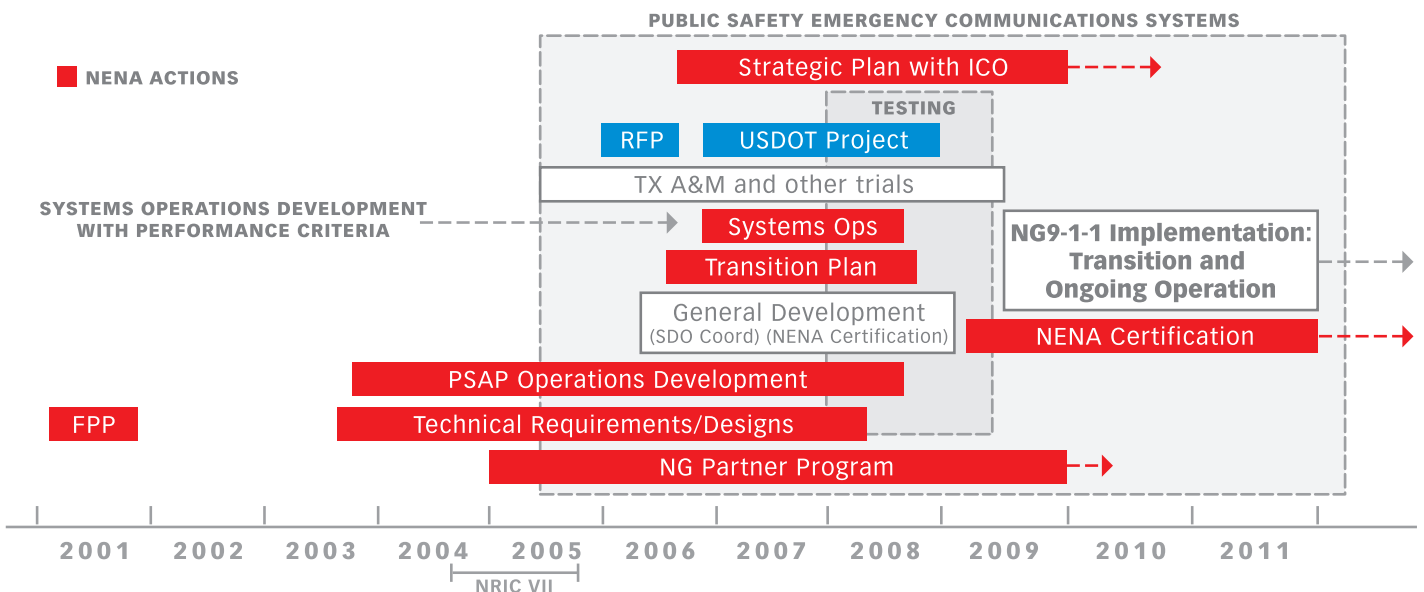 PUBLIC SAFETY EMERGENCY COMMUNICATIONS SYSTEMS
NENA ACTIONS
Strategic Plan with ICO
TESTING
RFP
USDOT Project
TX A&M and other trials
SYSTEMS OPERATIONS DEVELOPMENT
WITH PERFORMANCE CRITERIA
Systems Ops
NG9-1-1 Implementation:
Transition and
Ongoing Operation
Transition Plan
General Development
(SDO Coord) (NENA Certification)
NENA Certification
PSAP Operations Development
FPP
Technical Requirements/Designs
NG Partner Program
2001
2002
2003
2004
2005
2006
2007
2008
2009
2010
2011
NRIC VII